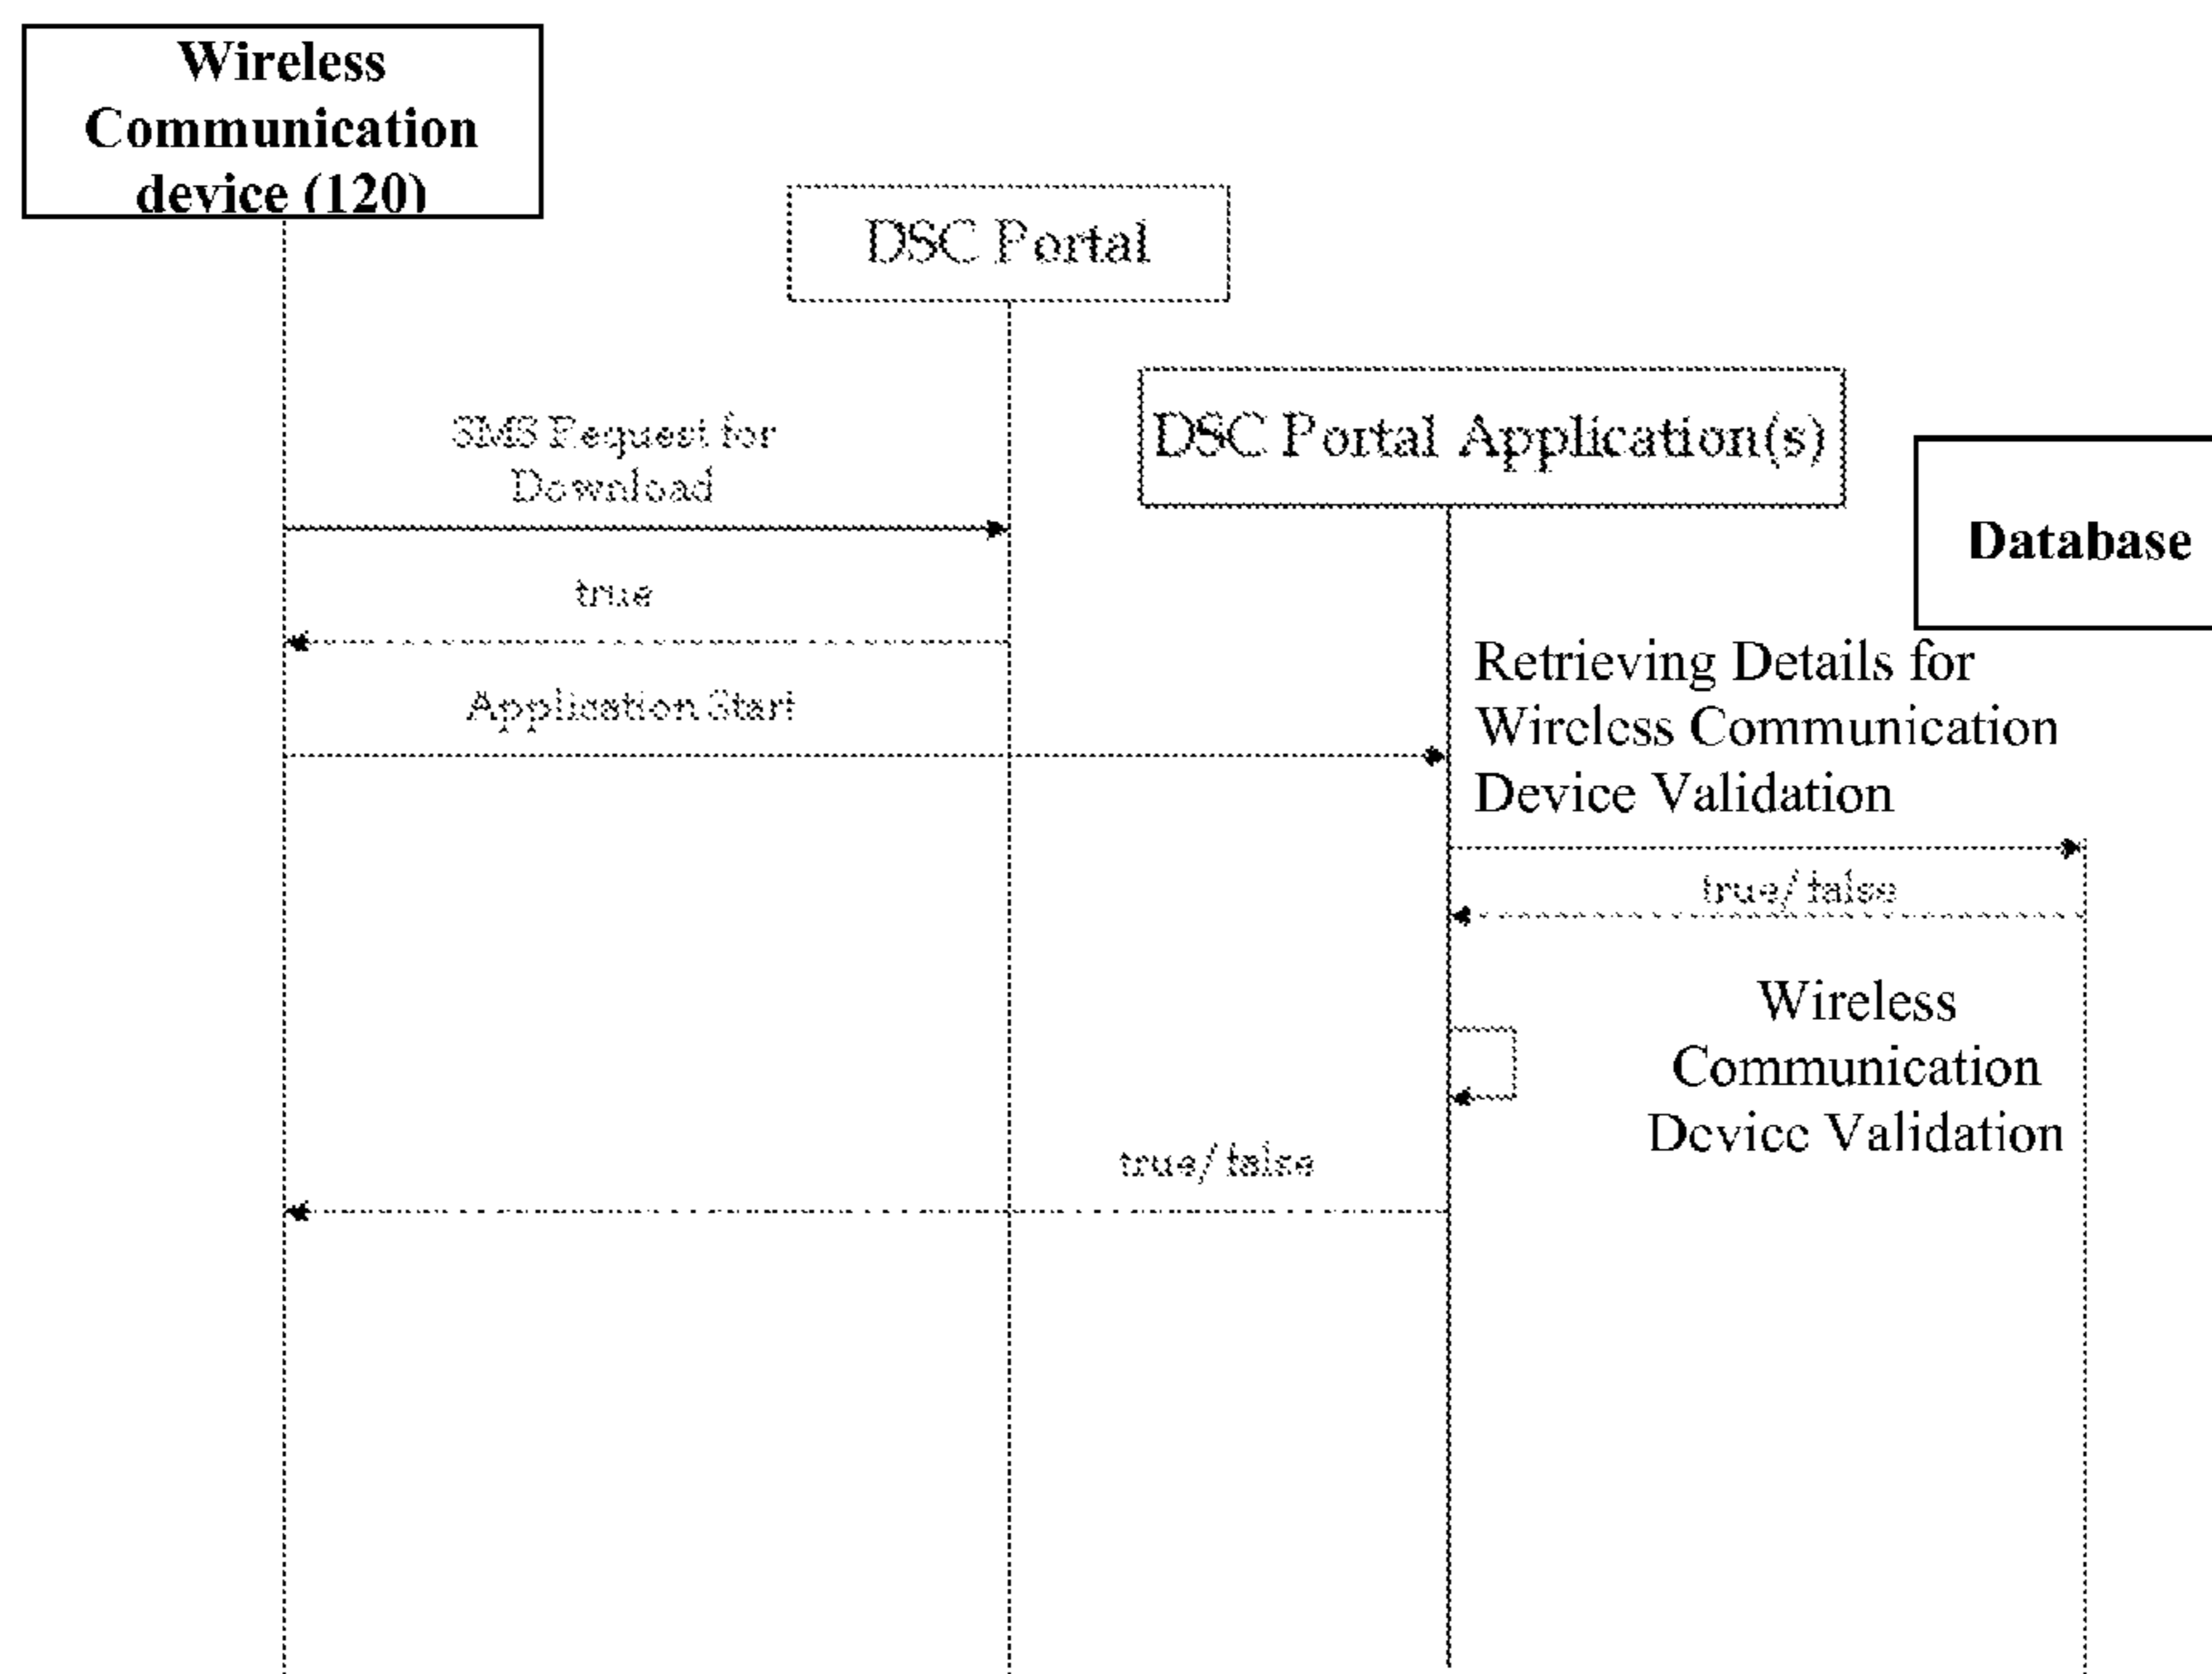 Wireless
Communication
device (120)
DSC Portal
SMS Request for
Download
DSC Portal Application(s)
Database
true
Application Start
Retrieving Details for
Wireless Communication
Device Validation
true/false
Wireless
Communication
Device Validation
true/false